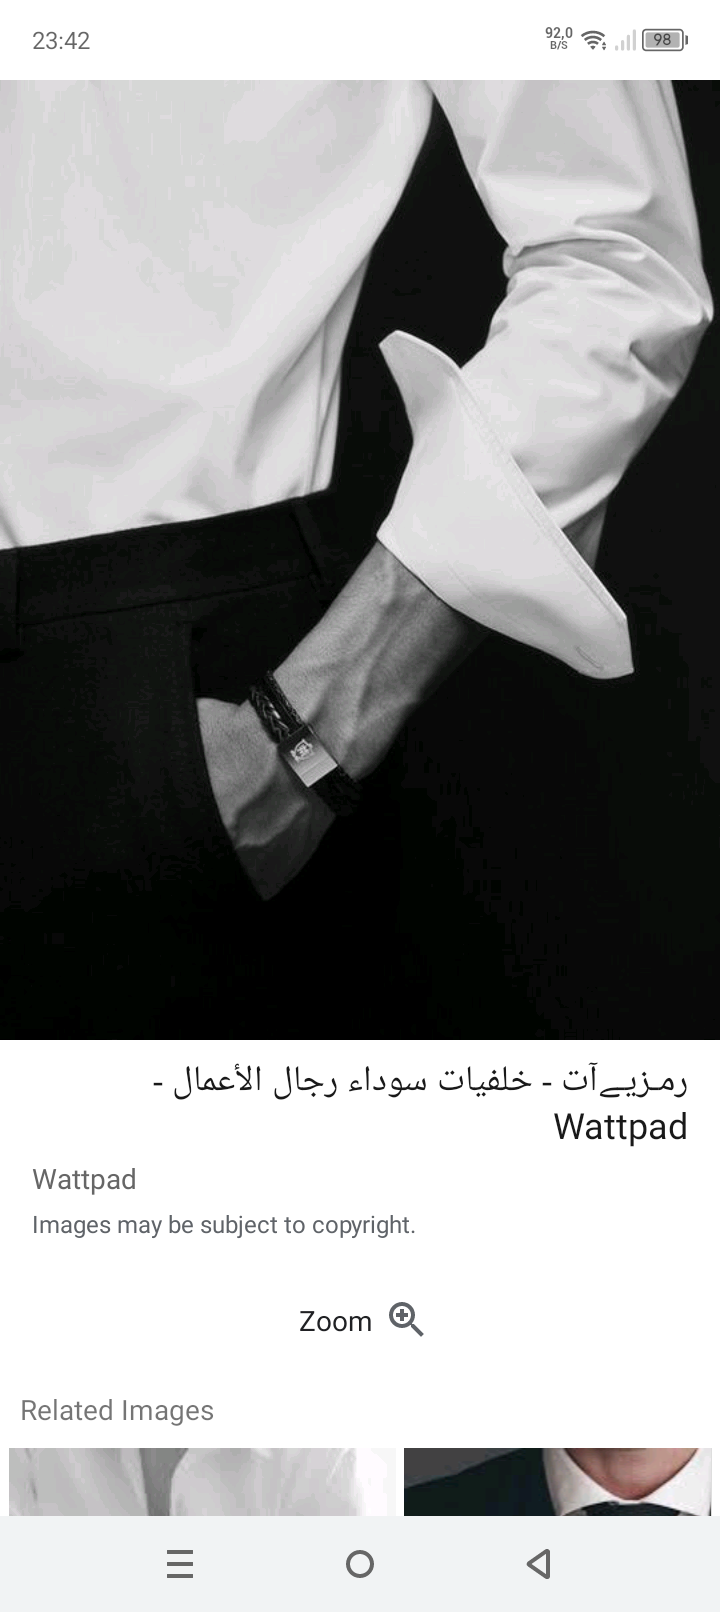 23:42
92,0
B/S
98
رمـزيـےآت - خلفيات سوداء رجال الأعمال -
Wattpad
Wattpad
Images may be subject to copyright.
Zoom
Related Images